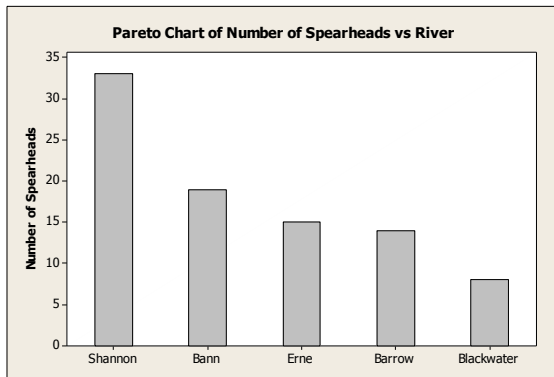 Pareto Chart of Number of Spearheads vs River
Number of Spearheads
35
30
25
20
15
10
5
0
Shannon Bann Erne Barrow Blackwater